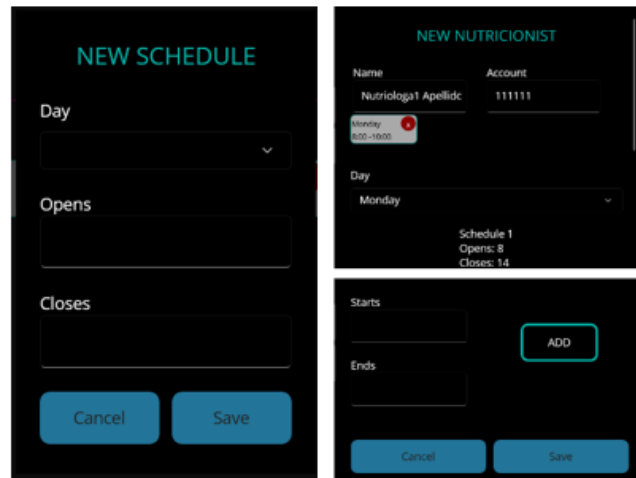 NEW SCHEDULE
Day
Opens
Closes
Cancel Save
NEW NUTRICIONIST
Name Account
Nutriologa1 Apellidc 111111
Monday x
8:00 -10:00
Day
Monday
Schedule 1
Opens: 8
Closes: 14
Starts
ADD
Ends
Cancel Save